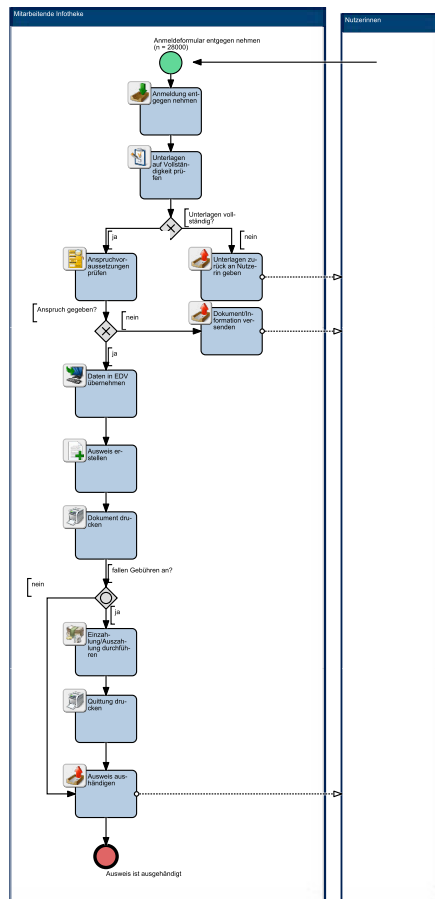 Mitarbeitende Infotheke
Nutzerinnen
Anmeldeformular entgegen nehmen
(n = 28000)
Anmeldung ent-
gegen nehmen
Unterlagen
auf Vollstän-
digkeit prü-
fen
Unterlagen voll-
ständig?
ja
nein
Anspruchvor-
aussetzungen
prüfen
Unterlagen zu-
rück an Nutze-
rin geben
Anspruch gegeben?
nein
Dokument/In-
formation ver-
senden
ja
Daten in EDV
übernehmen
Ausweis er-
stellen
Dokument dru-
cken
fallen Gebühren an?
nein
ja
Einzah-
lung/Auszah-
lung durchfüh-
ren
Quittung dru-
cken
Ausweis aus-
händigen
Ausweis ist ausgehändigt